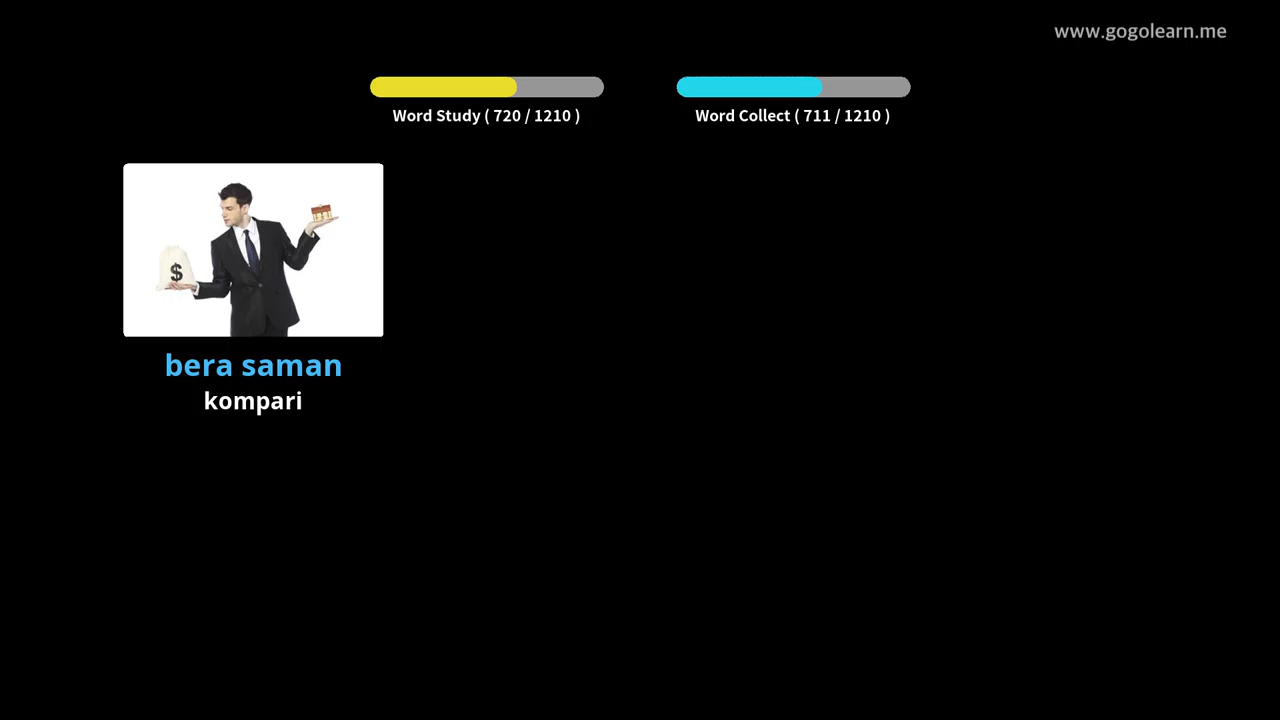 www.gogolearn.me
Word Study ( 720 / 1210 )
Word Collect ( 711 / 1210 )
$
bera saman
kompari